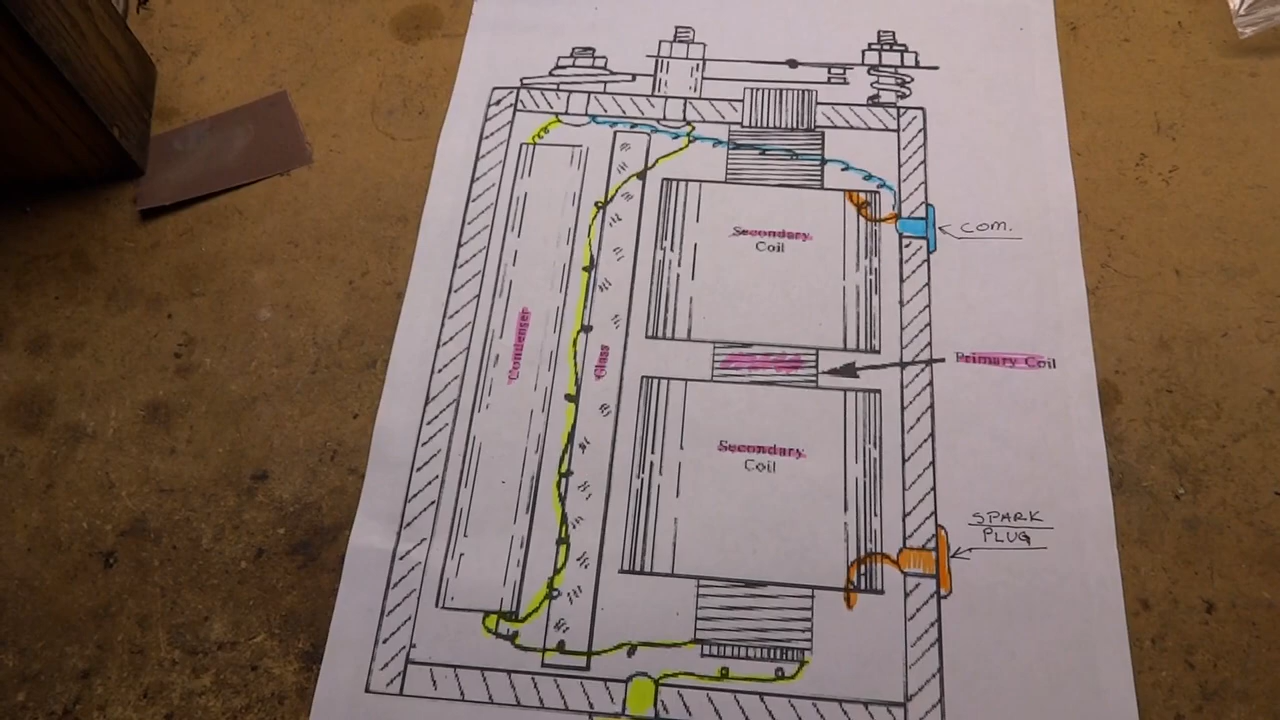 Secondary
Coil
COM.
Condenser
Glass
Primary Coil
Secondary
Coil
SPARK
PLUG